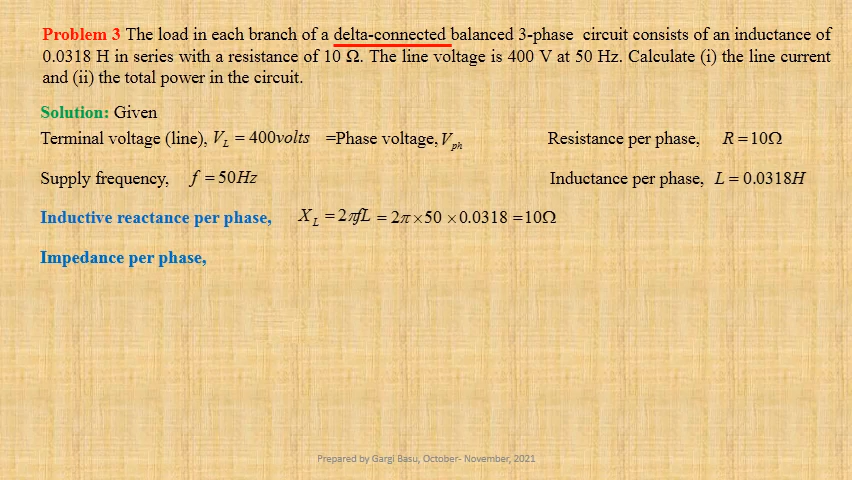 Problem 3 The load in each branch of a delta-connected balanced 3-phase circuit consists of an inductance of
0.0318 H in series with a resistance of 10 Ω. The line voltage is 400 V at 50 Hz. Calculate (i) the line current
and (ii) the total power in the circuit.
Solution: Given
Terminal voltage (line), V_L = 400volts =Phase voltage, V_ph Resistance per phase, R = 10Ω
Supply frequency, f = 50Hz Inductance per phase, L = 0.0318H
Inductive reactance per phase, X_L = 2πfL = 2π × 50 × 0.0318 = 10Ω
Impedance per phase,
Prepared by Gargi Basu, October- November, 2021